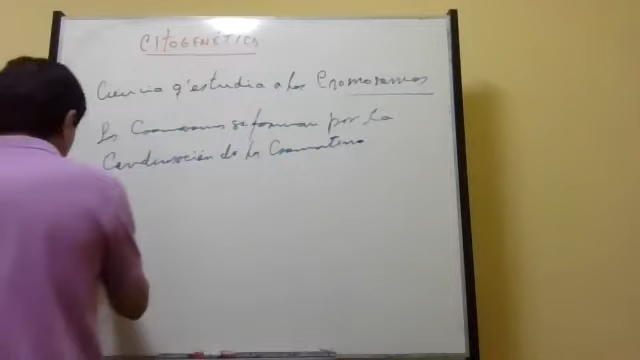 CITOGENÉTICA
Ciencia q' estudia a los Cromosomas
Los Cromosomas se forman por la
Condensación de la Cromatina